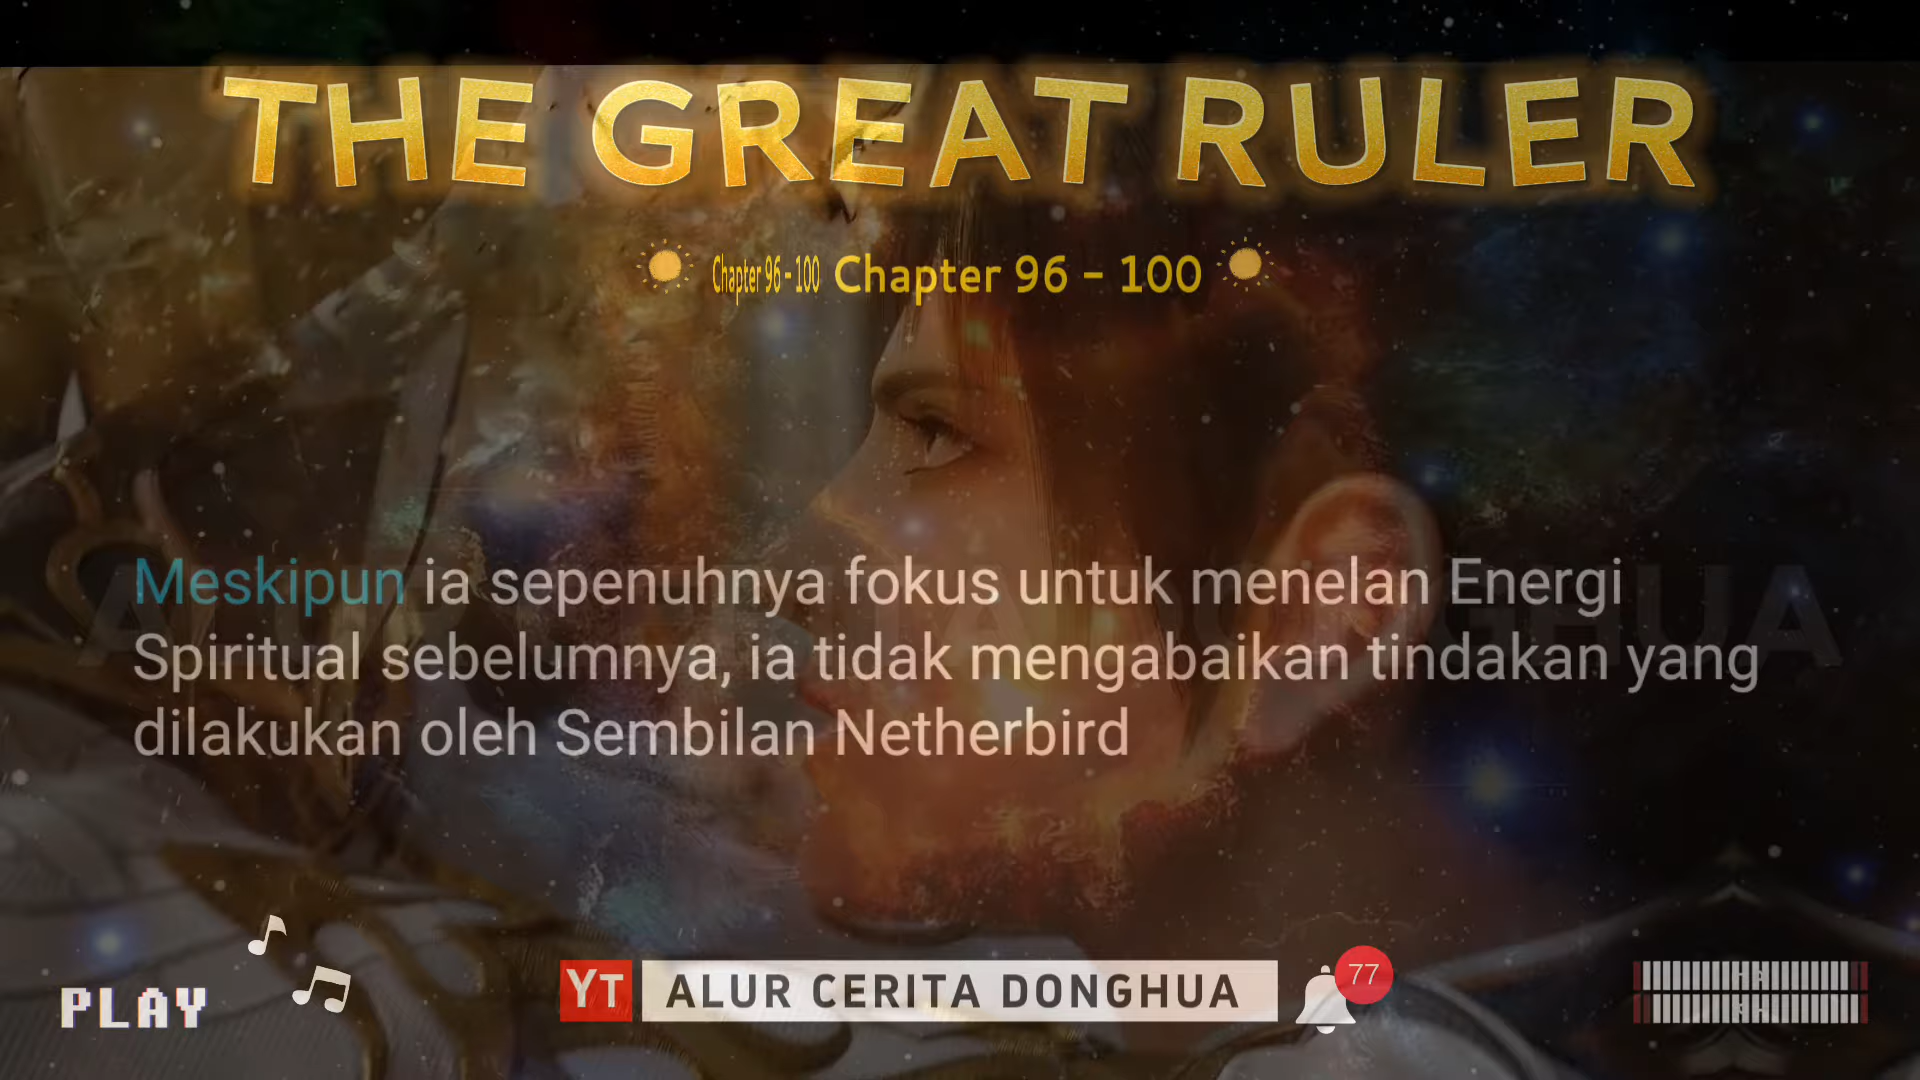 THE GREAT RULER
Chapter 96 - 100 Chapter 96 - 100
Meskipun ia sepenuhnya fokus untuk menelan Energi
Spiritual sebelumnya, ia tidak mengabaikan tindakan yang
dilakukan oleh Sembilan Netherbird
PLAY
YT ALUR CERITA DONGHUA 77